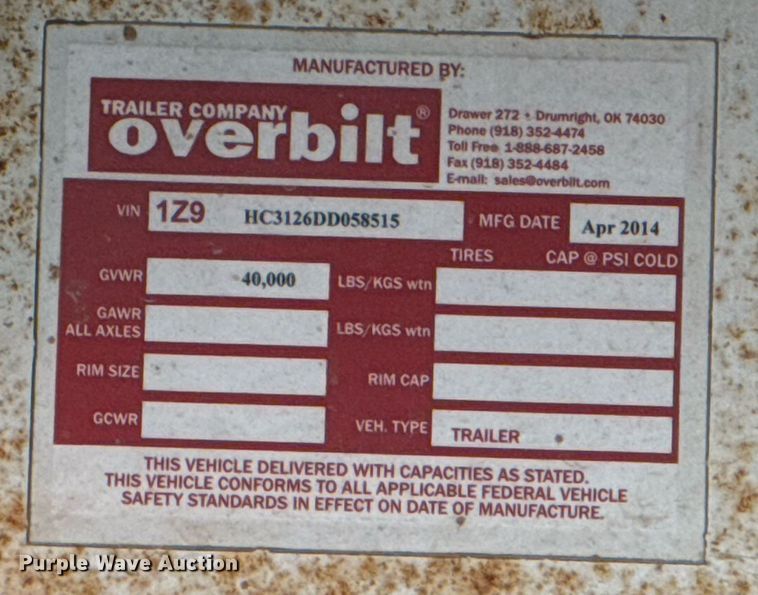 MANUFACTURED BY:
TRAILER COMPANY
overbilt®
Drawer 272 • Drumright, OK 74030
Phone (918) 352-4474
Toll Free 1-888-687-2458
Fax (918) 352-4484
E-mail: sales@overbilt.com
VIN 1Z9 HC3126DD058515 MFG DATE Apr 2014
TIRES CAP @ PSI COLD
GVWR 40,000 LBS/KGS wtn
GAWR
ALL AXLES LBS/KGS wtn
RIM SIZE RIM CAP
GCWR VEH. TYPE TRAILER
THIS VEHICLE DELIVERED WITH CAPACITIES AS STATED.
THIS VEHICLE CONFORMS TO ALL APPLICABLE FEDERAL VEHICLE
SAFETY STANDARDS IN EFFECT ON DATE OF MANUFACTURE.
Purple Wave Auction